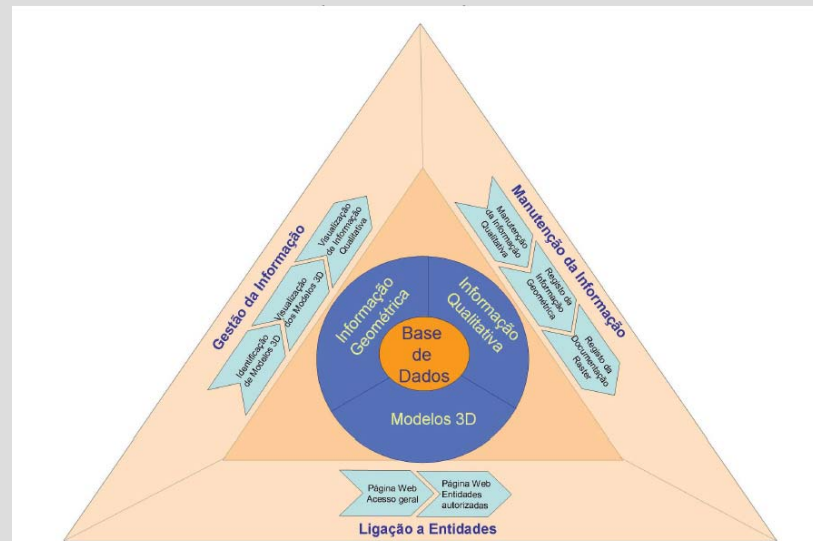 Gestão da Informação
Identificação
de Modelos 3D
Visualização
dos Modelos 3D
Visualização
de Informação
Qualitativa
Manutenção da Informação
Manutenção
da Informação
Qualitativa
Registo da
Informação
Geométrica
Registo da
Documentação
Raster
Informação
Geométrica
Informação
Qualitativa
Base
de
Dados
Modelos 3D
Página Web
Acesso geral
Página Web
Entidades
autorizadas
Ligação a Entidades